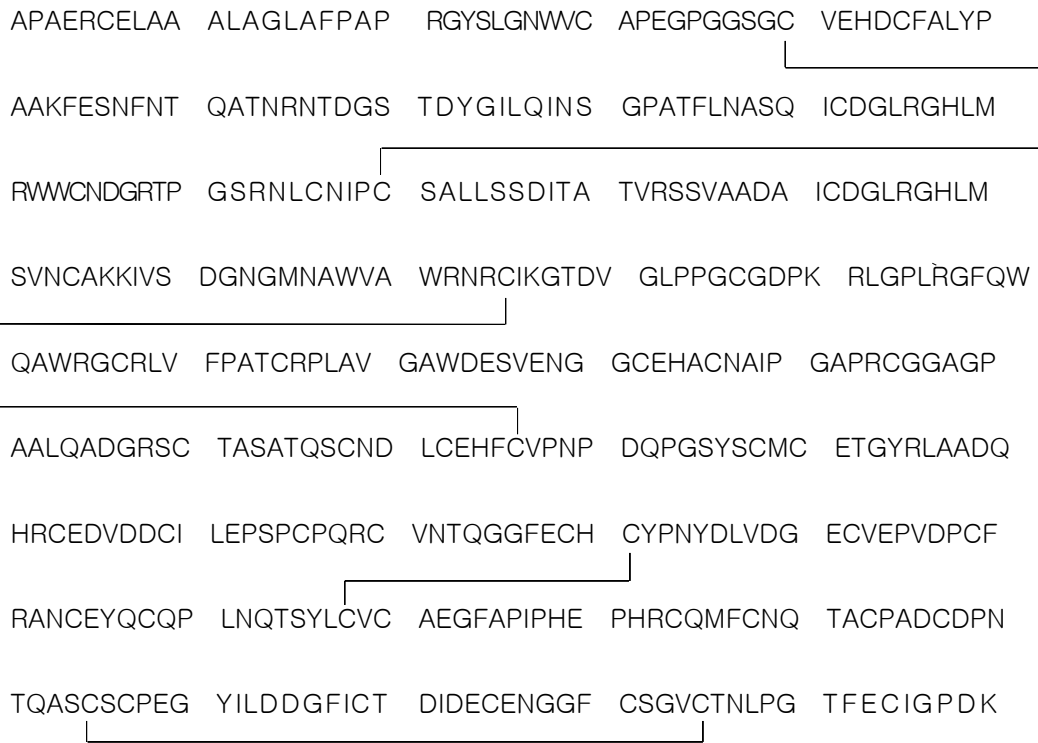 APAERCELAA ALAGLAFPAP RGYSLGNWVC APEGPGGSGC VEHDCFALYP
AAKFESNFNT QATNRNTDGS TDYGILQINS GPATFLNASQ ICDGLRGHLM
RWWCNDGRTP GSRNLCNIPC SALLSSDITA TVRSSVAADA ICDGLRGHLM
SVNCAKKIVS DGNGMNAWVA WRNRCIKGTDV GLPPGCGDPK RLGPLRGFQW
QAWRGCRLV FPATCRPLAV GAWDESVENG GCEHACNAIP GAPRCGGAGP
AALQADGRSC TASATQSCND LCEHFCVPNP DQPGSYSCMC ETGYRLAADQ
HRCEDVDDCI LEPSPCPQRC VNTQGGFECH CYPNYDLVDG ECVEPVDPCF
RANCEYQCQP LNQTSYLCVC AEGFAPIPHE PHRCQMFCNQ TACPADCDPN
TQASCSCPEG YILDDGFICT DIDECENGGF CSGVCTNLPG TFECIGPDK